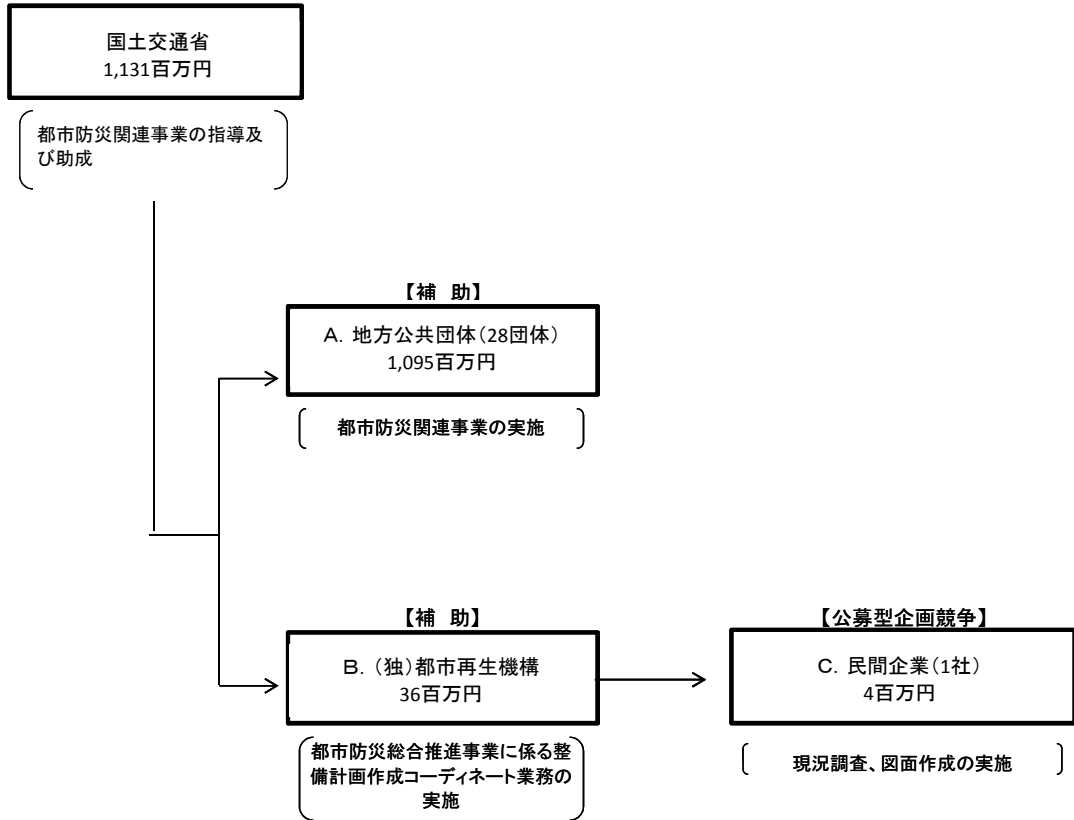 国土交通省
1,131百万円
都市防災関連事業の指導及
び助成
【補 助】
A. 地方公共団体(28団体)
1,095百万円
都市防災関連事業の実施
【補 助】
B. (独)都市再生機構
36百万円
都市防災総合推進事業に係る整
備計画作成コーディネート業務の
実施
【公募型企画競争】
C. 民間企業(1社)
4百万円
現況調査、図面作成の実施